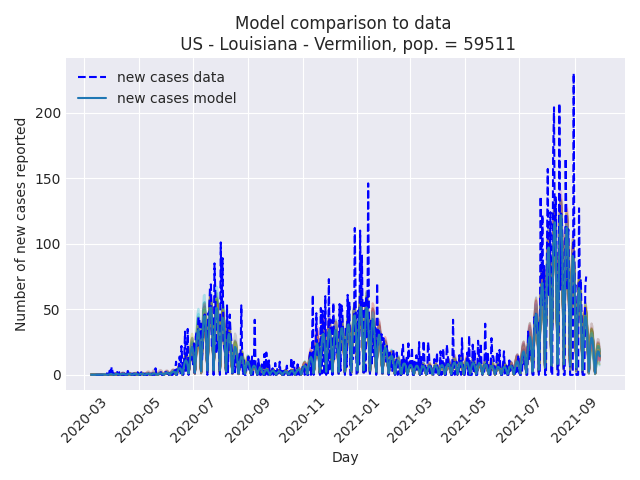 Model comparison to data
US - Louisiana - Vermilion, pop. = 59511
new cases data
new cases model
Number of new cases reported
200
150
100
50
0
2020-03
2020-05
2020-07
2020-09
2020-11
2021-01
2021-03
2021-05
2021-07
2021-09
Day